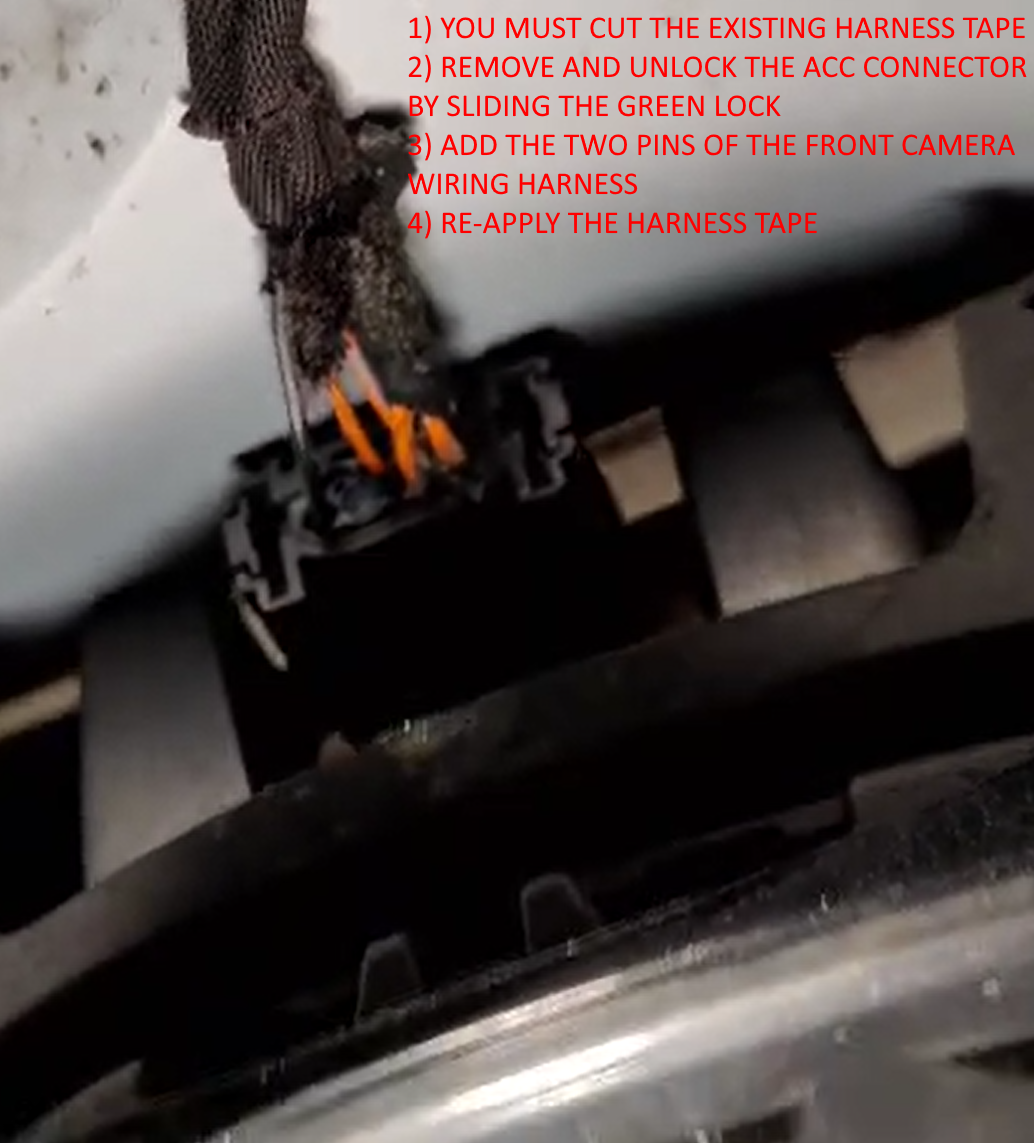 1) YOU MUST CUT THE EXISTING HARNESS TAPE
2) REMOVE AND UNLOCK THE ACC CONNECTOR
BY SLIDING THE GREEN LOCK
3) ADD THE TWO PINS OF THE FRONT CAMERA
WIRING HARNESS
4) RE-APPLY THE HARNESS TAPE